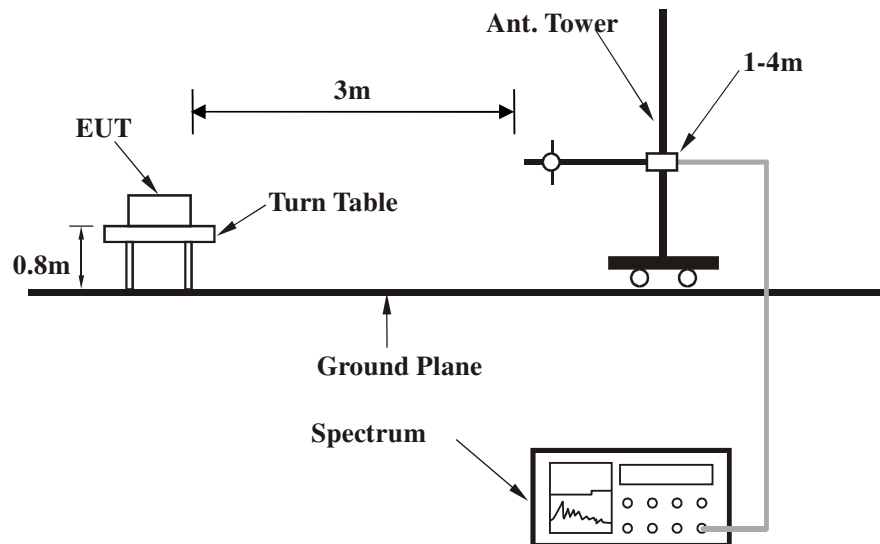 Ant. Tower
1-4m
3m
EUT
Turn Table
0.8m
Ground Plane
Spectrum